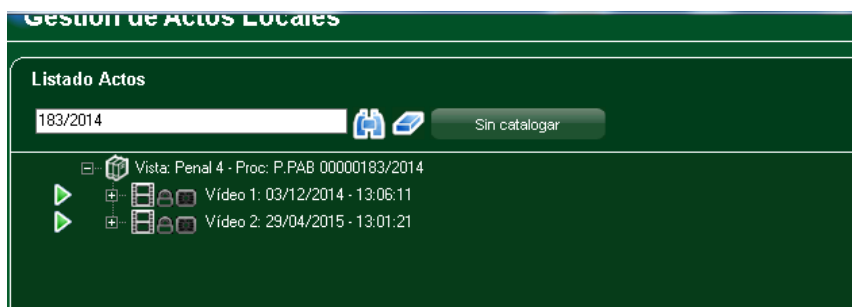 Gestión de Actos Locales
Listado Actos
183/2014
Sin catalogar
Vista: Penal 4 - Proc: P.PAB 00000183/2014
Vídeo 1: 03/12/2014 - 13:06:11
Vídeo 2: 29/04/2015 - 13:01:21